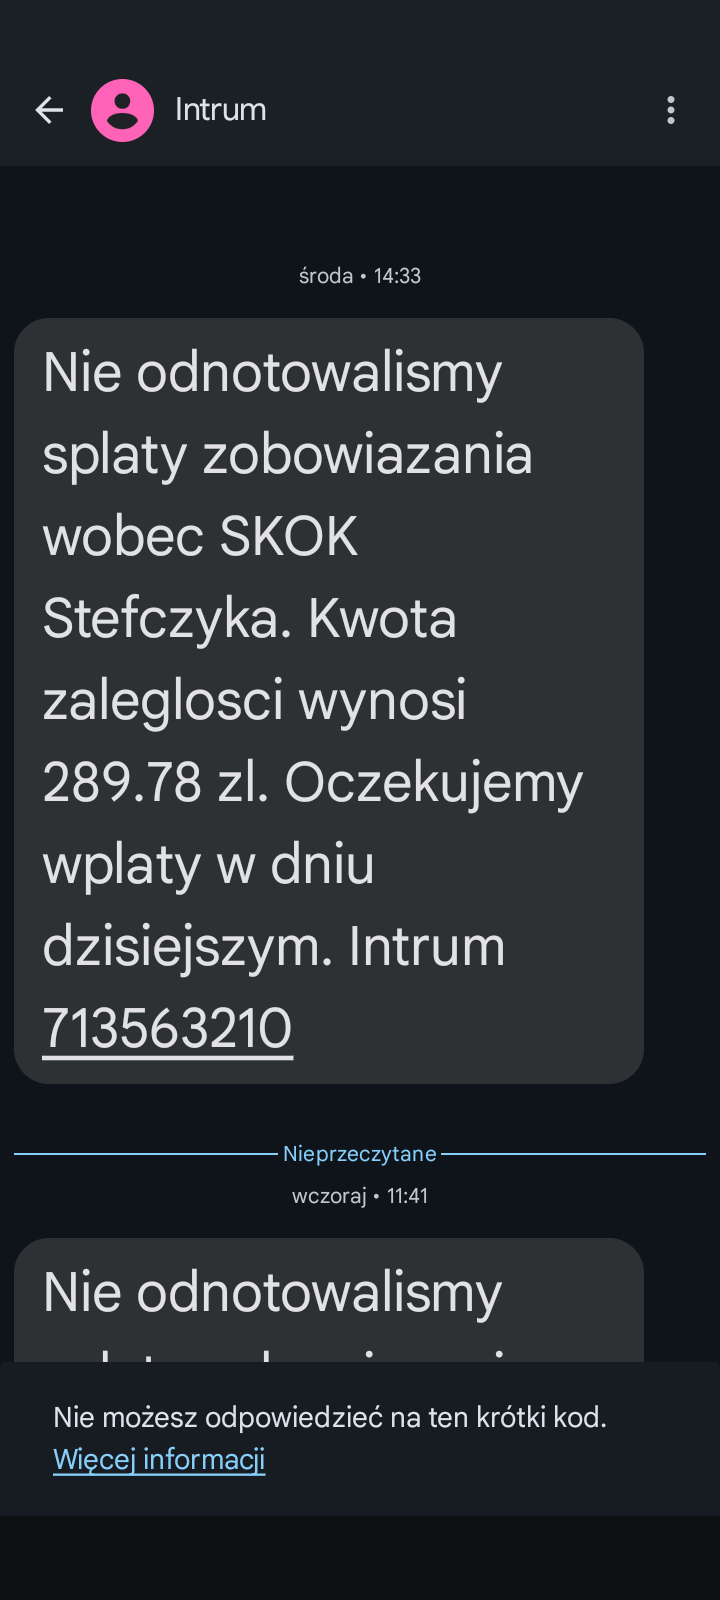 Intrum
środa • 14:33
Nie odnotowalismy
splaty zobowiazania
wobec SKOK
Stefczyka. Kwota
zaleglosci wynosi
289.78 zl. Oczekujemy
wplaty w dniu
dzisiejszym. Intrum
713563210
Nieprzeczytane
wczoraj • 11:41
Nie odnotowalismy
Nie możesz odpowiedzieć na ten krótki kod.
Więcej informacji